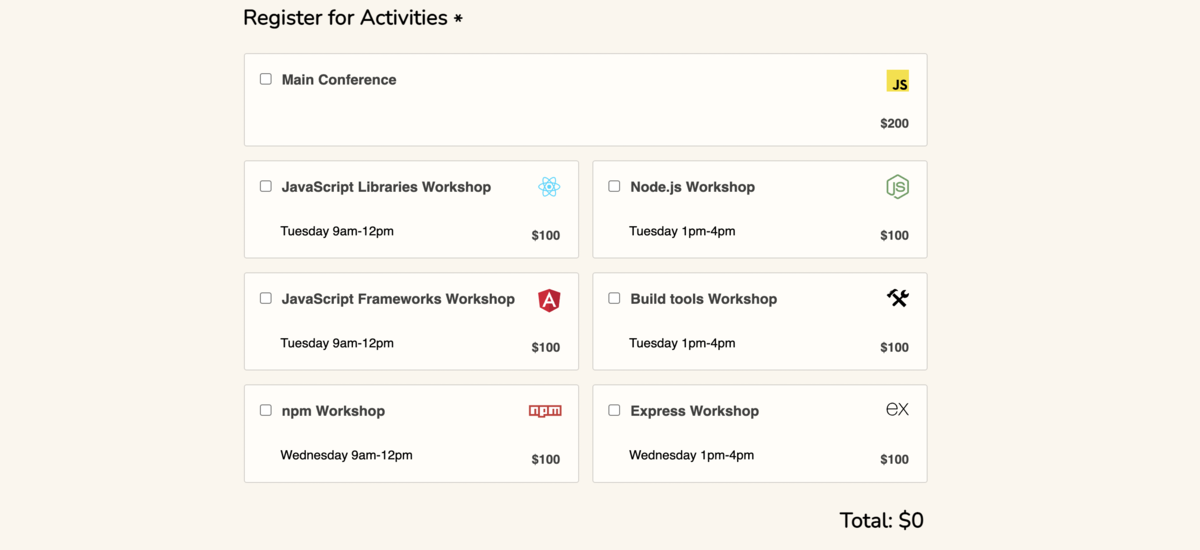 Register for Activities *
Main Conference
JS
$200
JavaScript Libraries Workshop
Tuesday 9am-12pm
$100
Node.js Workshop
JS
Tuesday 1pm-4pm
$100
JavaScript Frameworks Workshop
A
Tuesday 9am-12pm
$100
Build tools Workshop
Tuesday 1pm-4pm
$100
npm Workshop
npm
Wednesday 9am-12pm
$100
Express Workshop
ex
Wednesday 1pm-4pm
$100
Total: $0